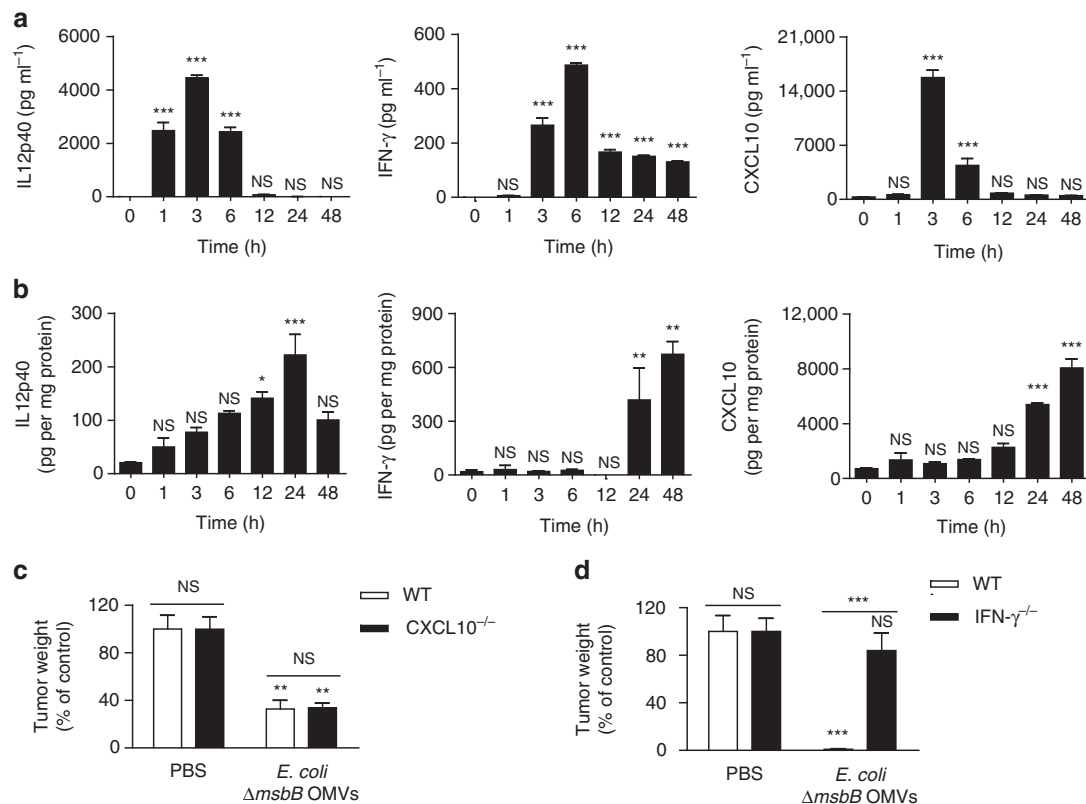 a
IL12p40 (pg ml⁻¹)
6000
4000
2000
0
***
***
***
NS
NS
NS
0 1 3 6 12 24 48
Time (h)
IFN-γ (pg ml⁻¹)
600
400
200
0
NS
***
***
***
***
***
0 1 3 6 12 24 48
Time (h)
CXCL10 (pg ml⁻¹)
21,000
14,000
7000
0
NS
***
***
NS
NS
NS
0 1 3 6 12 24 48
Time (h)
b
IL12p40
(pg per mg protein)
300
200
100
0
NS
NS
NS
*
***
NS
0 1 3 6 12 24 48
Time (h)
IFN-γ (pg per mg protein)
900
600
300
0
NS
NS
NS
NS
**
**
0 1 3 6 12 24 48
Time (h)
CXCL10
(pg per mg protein)
12,000
8000
4000
0
NS
NS
NS
NS
***
***
0 1 3 6 12 24 48
Time (h)
c
Tumor weight
(% of control)
120
80
40
0
NS
NS
** **
WT
CXCL10⁻/⁻
PBS
E. coli
ΔmsbB OMVs
d
Tumor weight
(% of control)
120
80
40
0
NS
***
NS
***
WT
IFN-γ⁻/⁻
PBS
E. coli
ΔmsbB OMVs